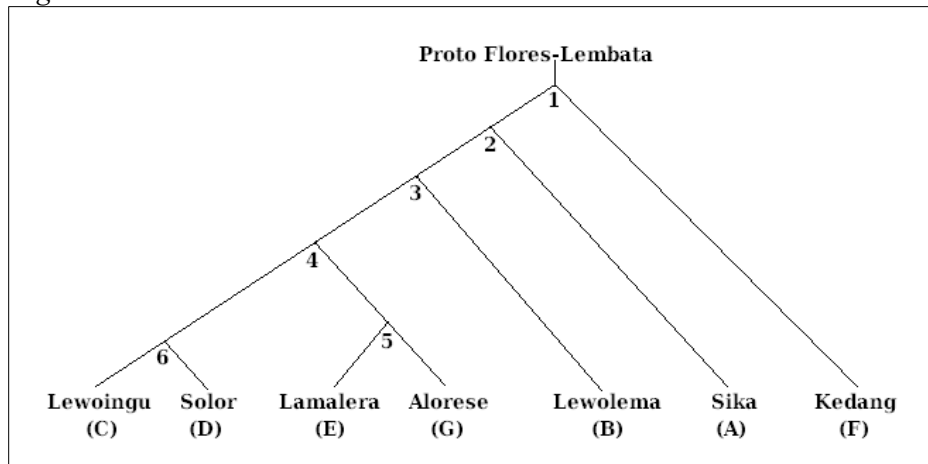 Proto Flores-Lembata
1
2
3
4
5
6
Lewoingu Solor Lamalera Alorese Lewolema Sika Kedang
(C) (D) (E) (G) (B) (A) (F)